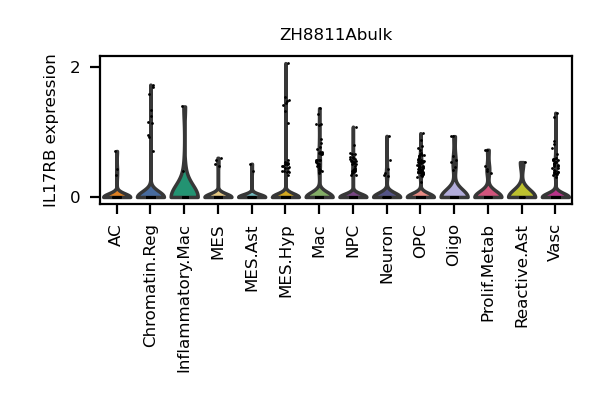 ZH8811Abulk
IL17RB expression
2
0
AC
Chromatin.Reg
Inflammatory.Mac
MES
MES.Ast
MES.Hyp
Mac
NPC
Neuron
OPC
Oligo
Prolif.Metab
Reactive.Ast
Vasc